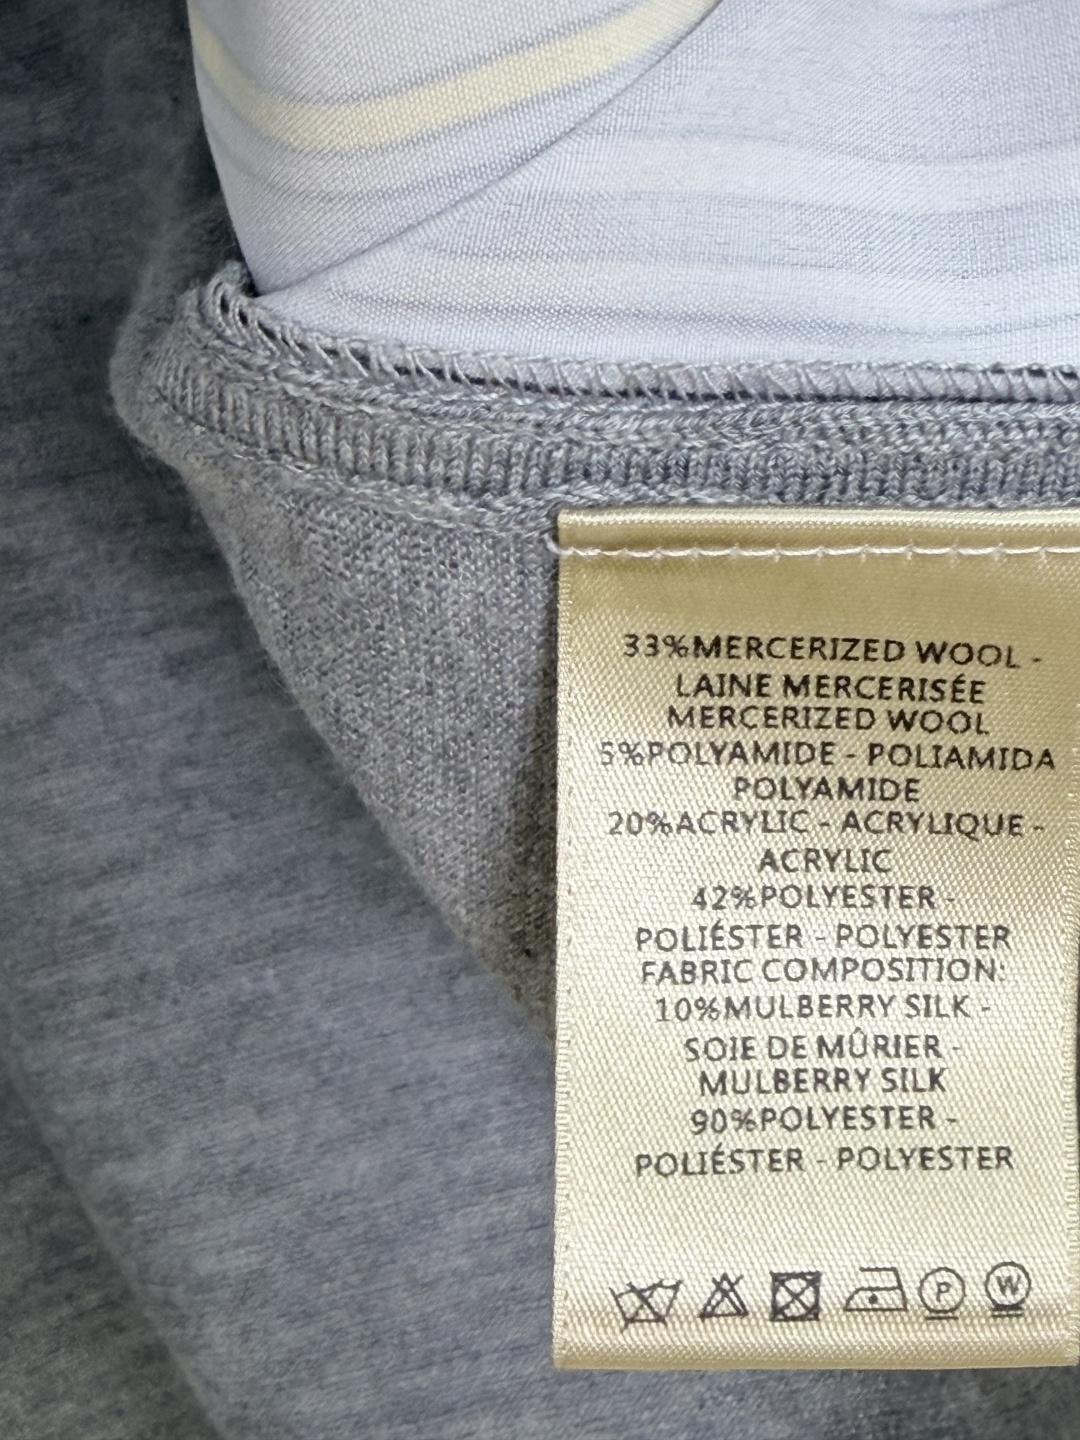 33%MERCERIZED WOOL -
LAINE MERCERISÉE
MERCERIZED WOOL
5%POLYAMIDE - POLIAMIDA
POLYAMIDE
20%ACRYLIC - ACRYLIQUE -
ACRYLIC
42%POLYESTER -
POLIÉSTER - POLYESTER
FABRIC COMPOSITION:
10%MULBERRY SILK -
SOIE DE MÛRIER -
MULBERRY SILK
90%POLYESTER -
POLIÉSTER - POLYESTER
P W